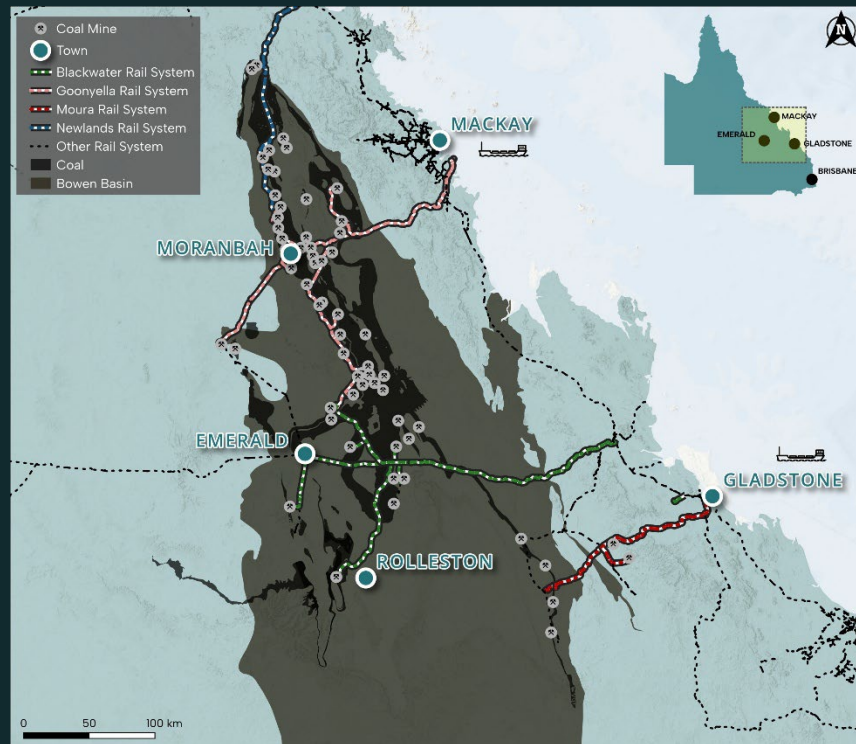 Coal Mine
Town
Blackwater Rail System
Goonyella Rail System
Moura Rail System
Newlands Rail System
Other Rail System
Coal
Bowen Basin
N
MACKAY
EMERALD
GLADSTONE
BRISBANE
MACKAY
MORANBAH
EMERALD
GLADSTONE
ROLLESTON
0 50 100 km